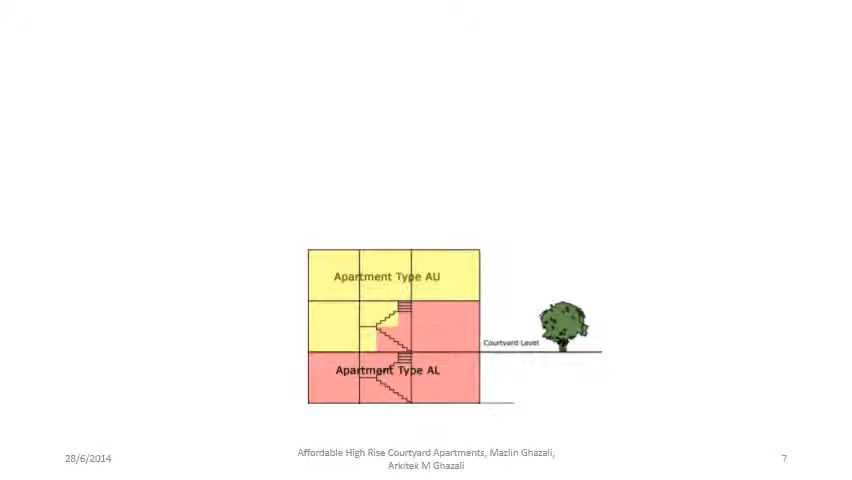 Apartment Type AU
Courtyard Level
Apartment Type AL
28/6/2014
Affordable High Rise Courtyard Apartments, Mazlin Ghazali,
Arkitek M Ghazali
7